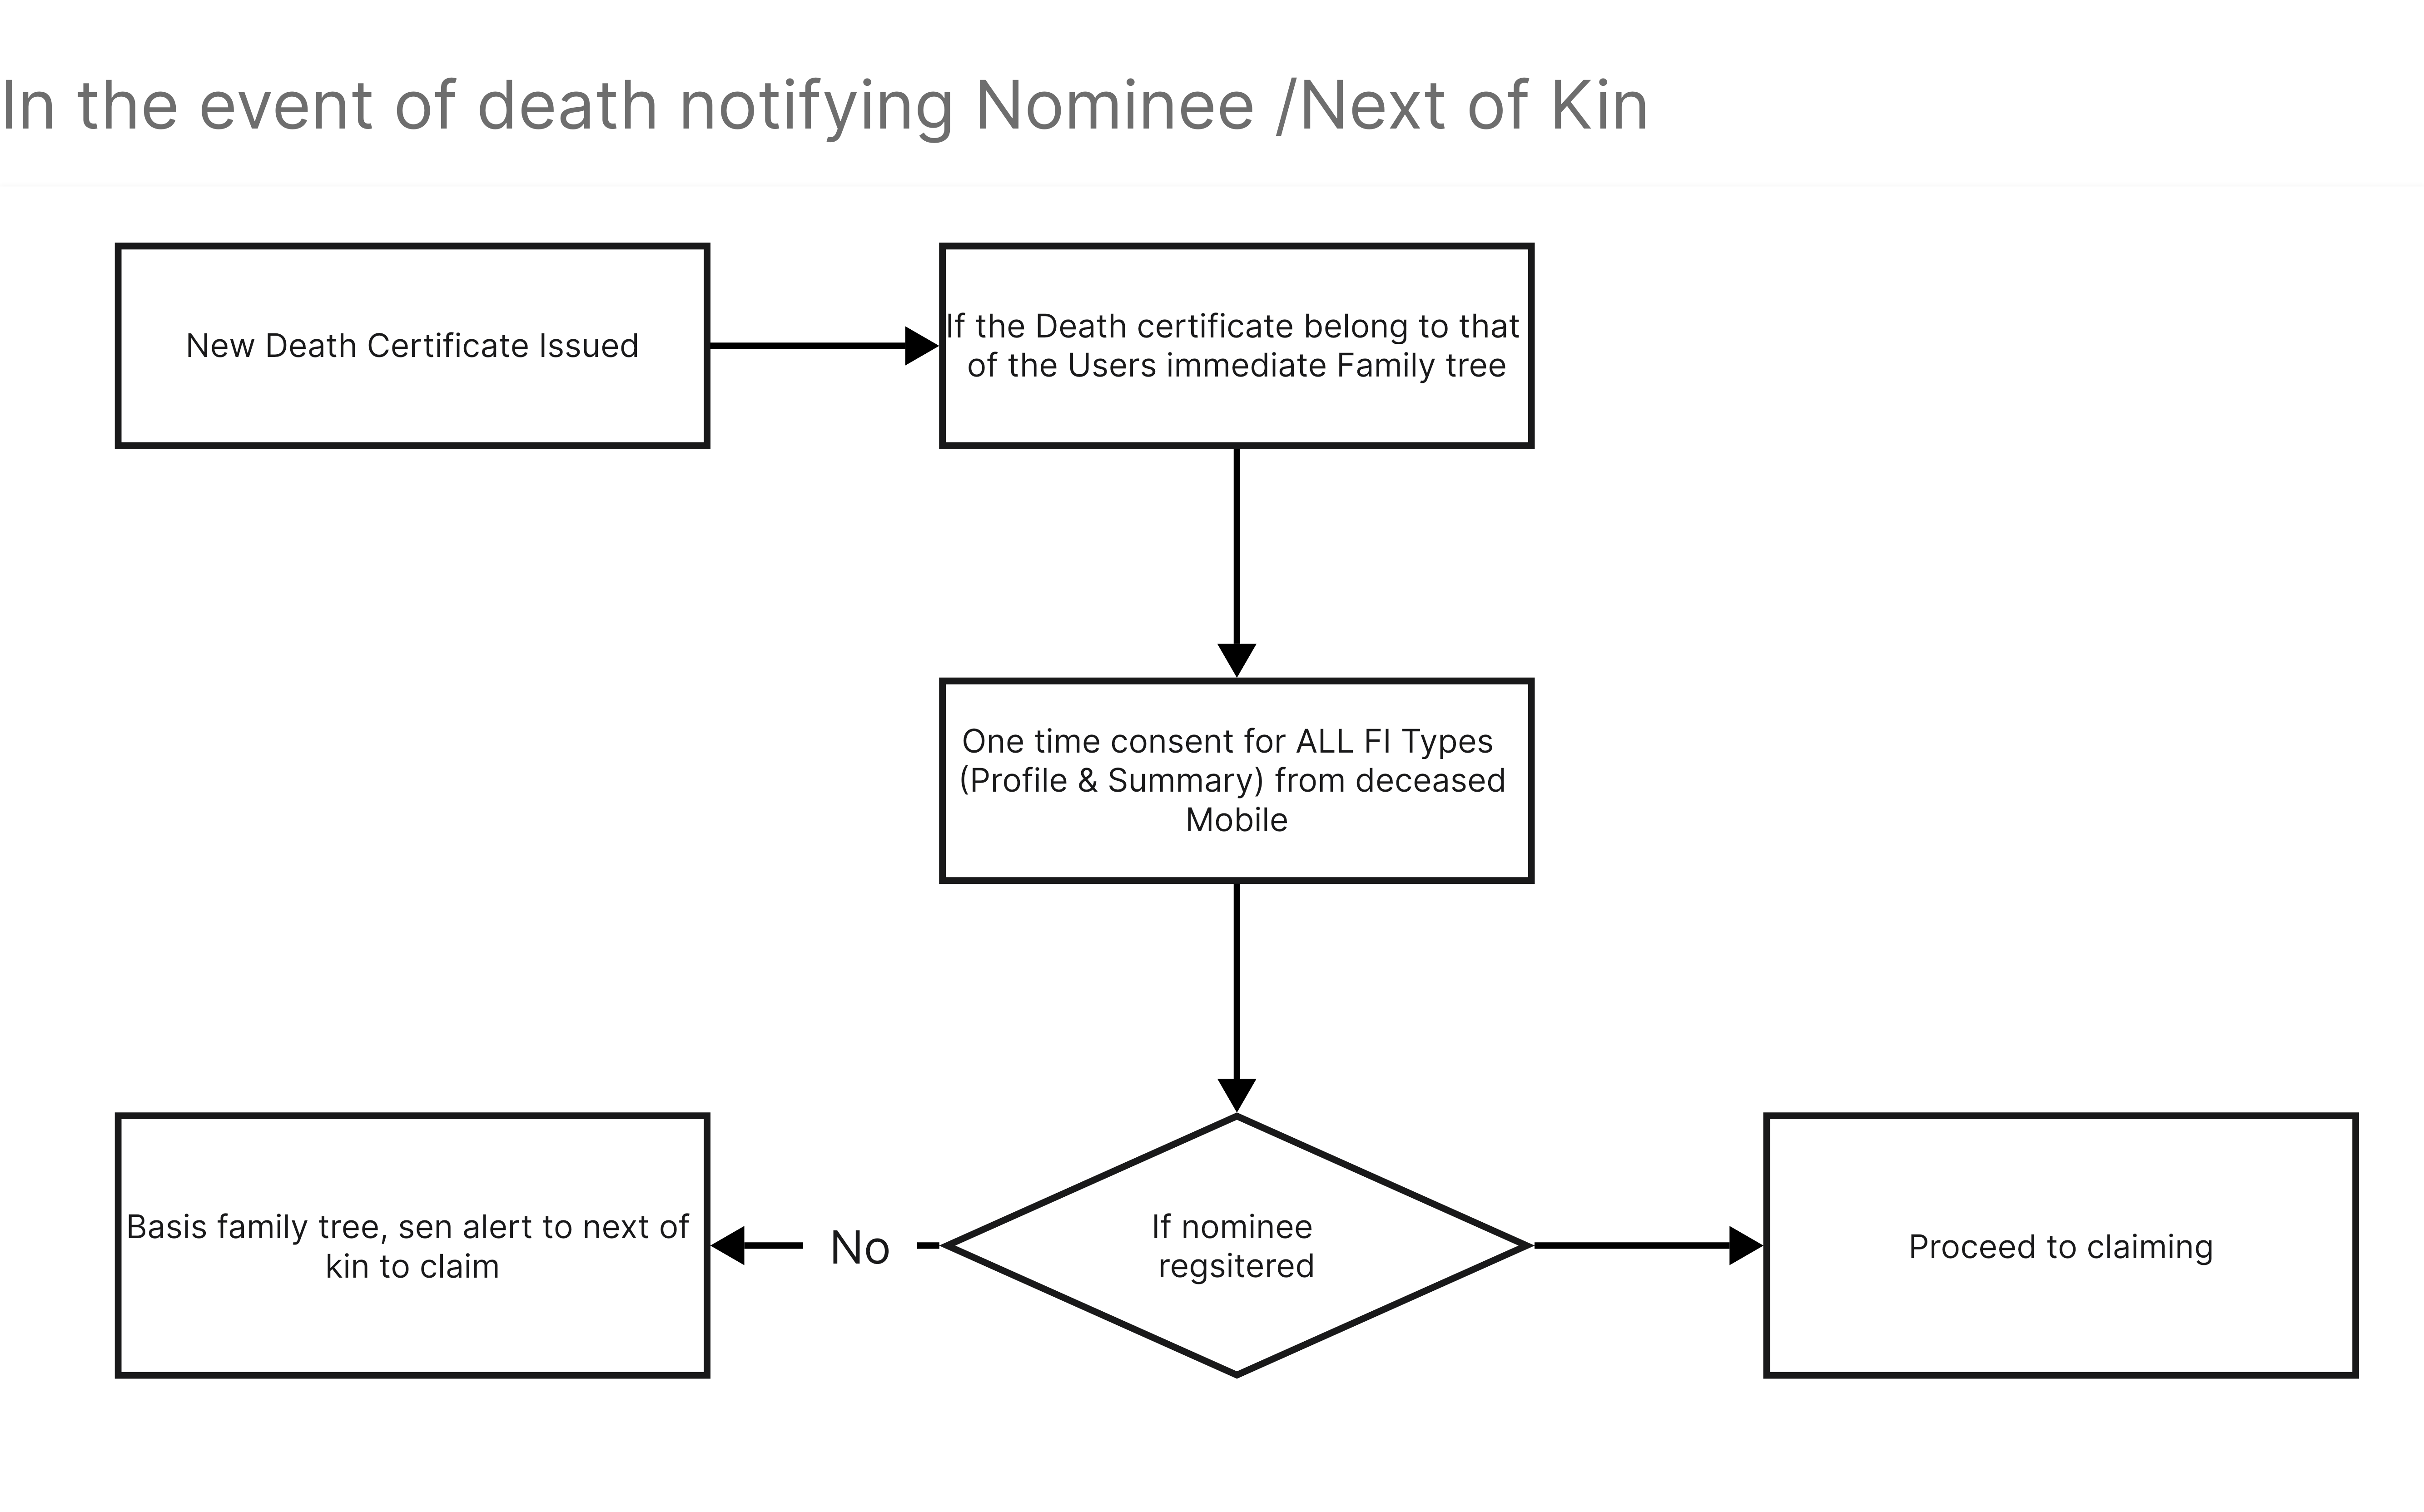 In the event of death notifying Nominee /Next of Kin
New Death Certificate Issued
If the Death certificate belong to that
of the Users immediate Family tree
One time consent for ALL FI Types
(Profile & Summary) from deceased
Mobile
Basis family tree, sen alert to next of
kin to claim
No
If nominee
regsitered
Proceed to claiming